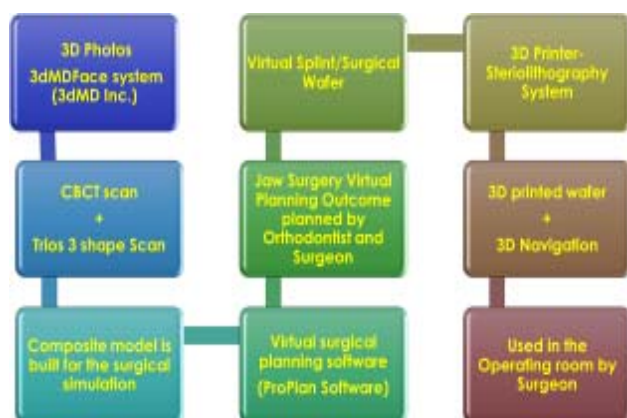 3D Photos
3dMDFace system
(3dMD Inc.)
CBCT scan
+
Trios 3 shape Scan
Composite model is
built for the surgical
simulation
Virtual surgical
planning software
(ProPlan Software)
Jaw Surgery Virtual
Planning Outcome
planned by
Orthodontist and
Surgeon
Virtual Splint/Surgical
Wafer
3D Printer-
Steriolithography
System
3D printed wafer
+
3D Navigation
Used in the
Operating room by
Surgeon